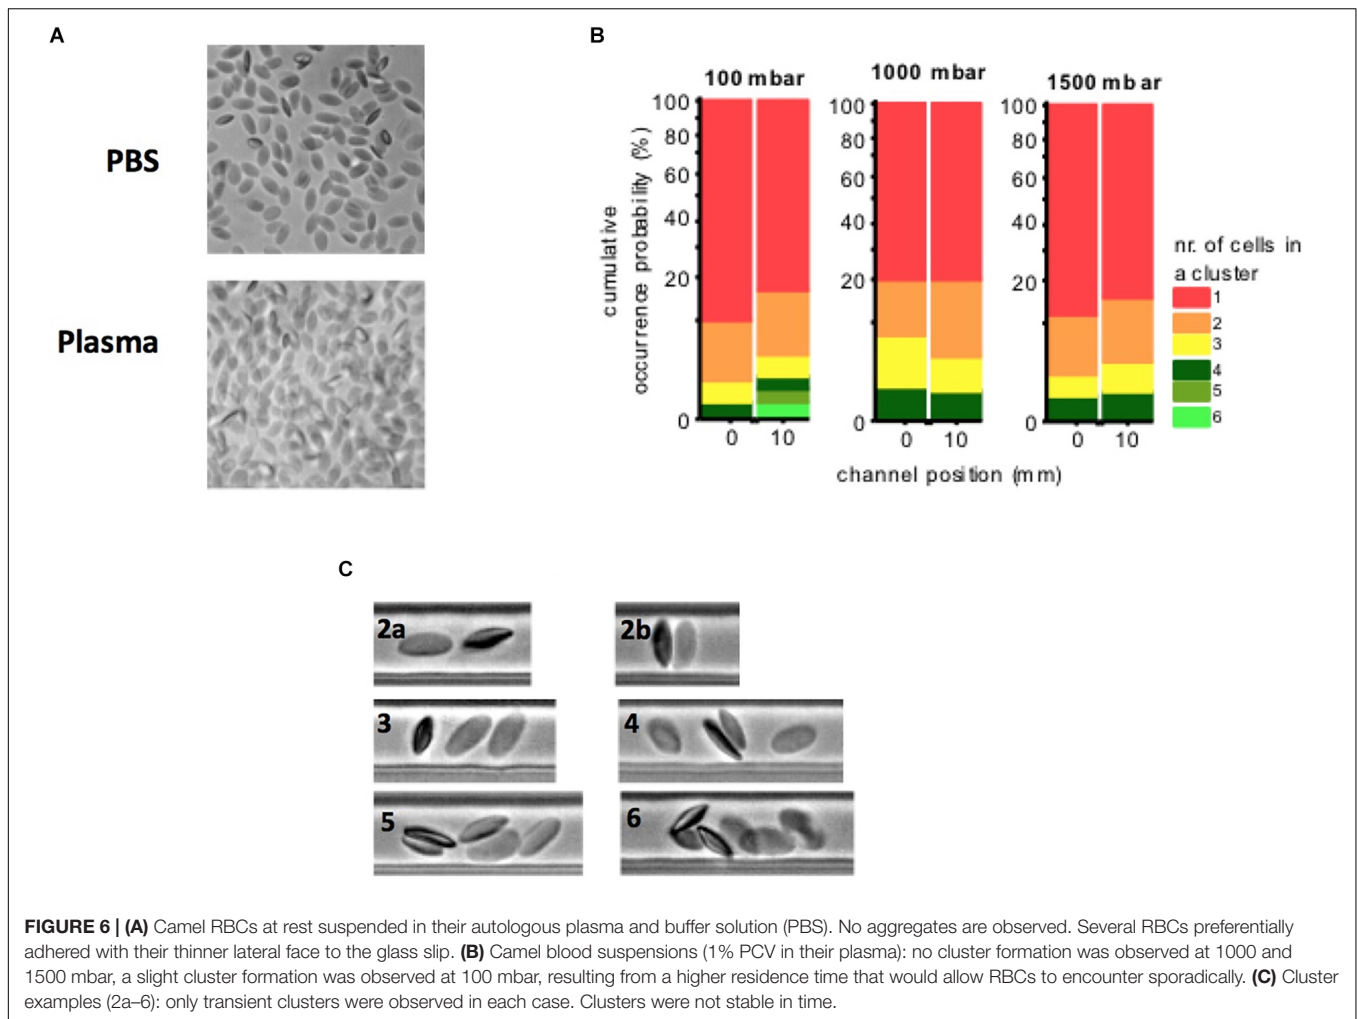 A
PBS
Plasma
B
100 mbar
1000 mbar
1500 mbar
cumulative
occurrence probability (%)
100
80
60
40
20
0
0
10
100
80
60
40
20
0
0
10
100
80
60
40
20
0
0
10
channel position (mm)
nr. of cells in
a cluster
1
2
3
4
5
6
C
2a
2b
3
4
5
6
FIGURE 6 | (A) Camel RBCs at rest suspended in their autologous plasma and buffer solution (PBS). No aggregates are observed. Several RBCs preferentially
adhered with their thinner lateral face to the glass slip. (B) Camel blood suspensions (1% PCV in their plasma): no cluster formation was observed at 1000 and
1500 mbar, a slight cluster formation was observed at 100 mbar, resulting from a higher residence time that would allow RBCs to encounter sporadically. (C) Cluster
examples (2a–6): only transient clusters were observed in each case. Clusters were not stable in time.